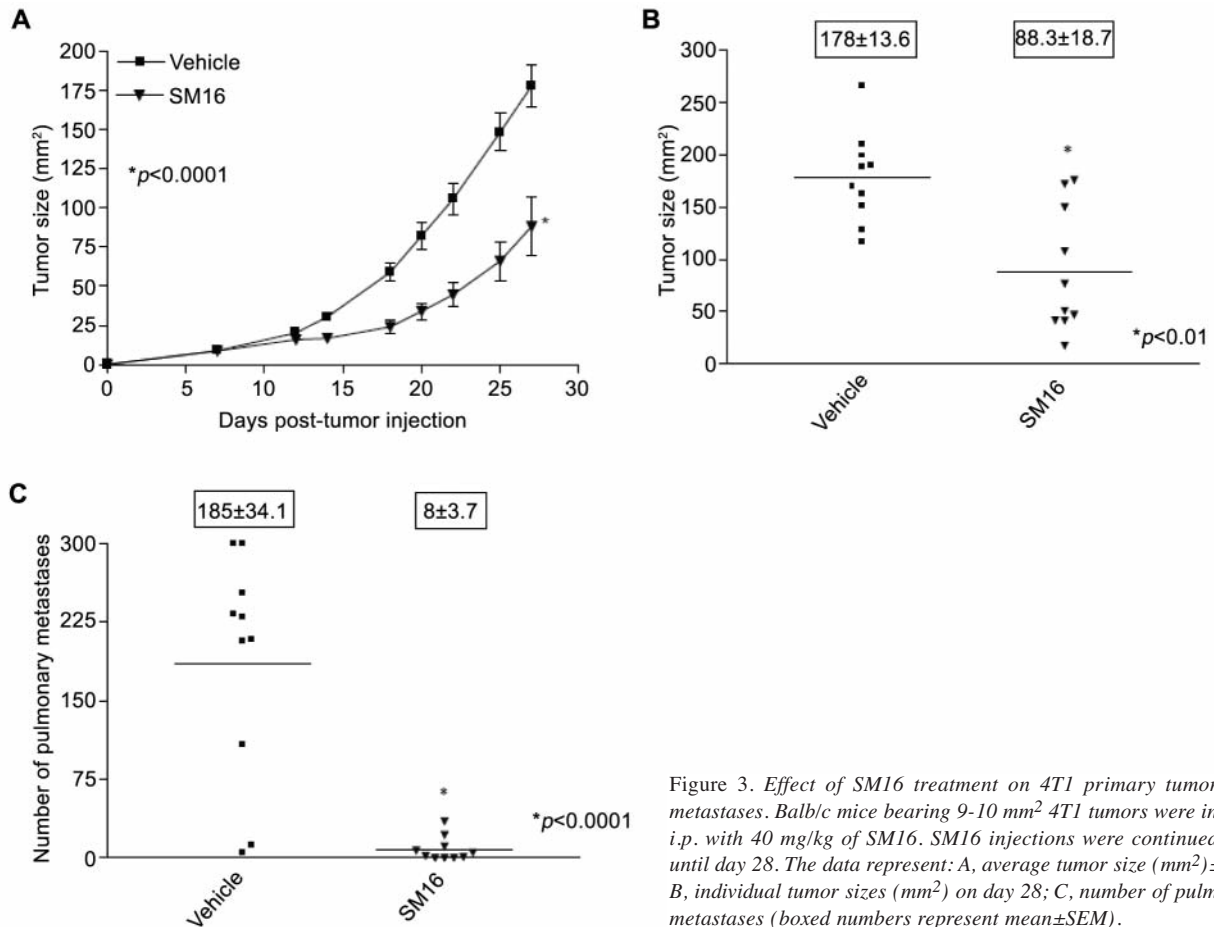 A
200
175
150
125
100
75
50
25
0
Tumor size (mm²)
Vehicle
SM16
*p<0.0001
*
0 5 10 15 20 25 30
Days post-tumor injection
B
178±13.6 88.3±18.7
300
250
200
150
100
50
0
Tumor size (mm²)
*
*p<0.01
Vehicle SM16
C
185±34.1 8±3.7
300
225
150
75
0
Number of pulmonary metastases
*
*p<0.0001
Vehicle SM16
Figure 3. Effect of SM16 treatment on 4T1 primary tumor
metastases. Balb/c mice bearing 9-10 mm² 4T1 tumors were in
i.p. with 40 mg/kg of SM16. SM16 injections were continued
until day 28. The data represent: A, average tumor size (mm²)±
B, individual tumor sizes (mm²) on day 28; C, number of pulm
metastases (boxed numbers represent mean±SEM).